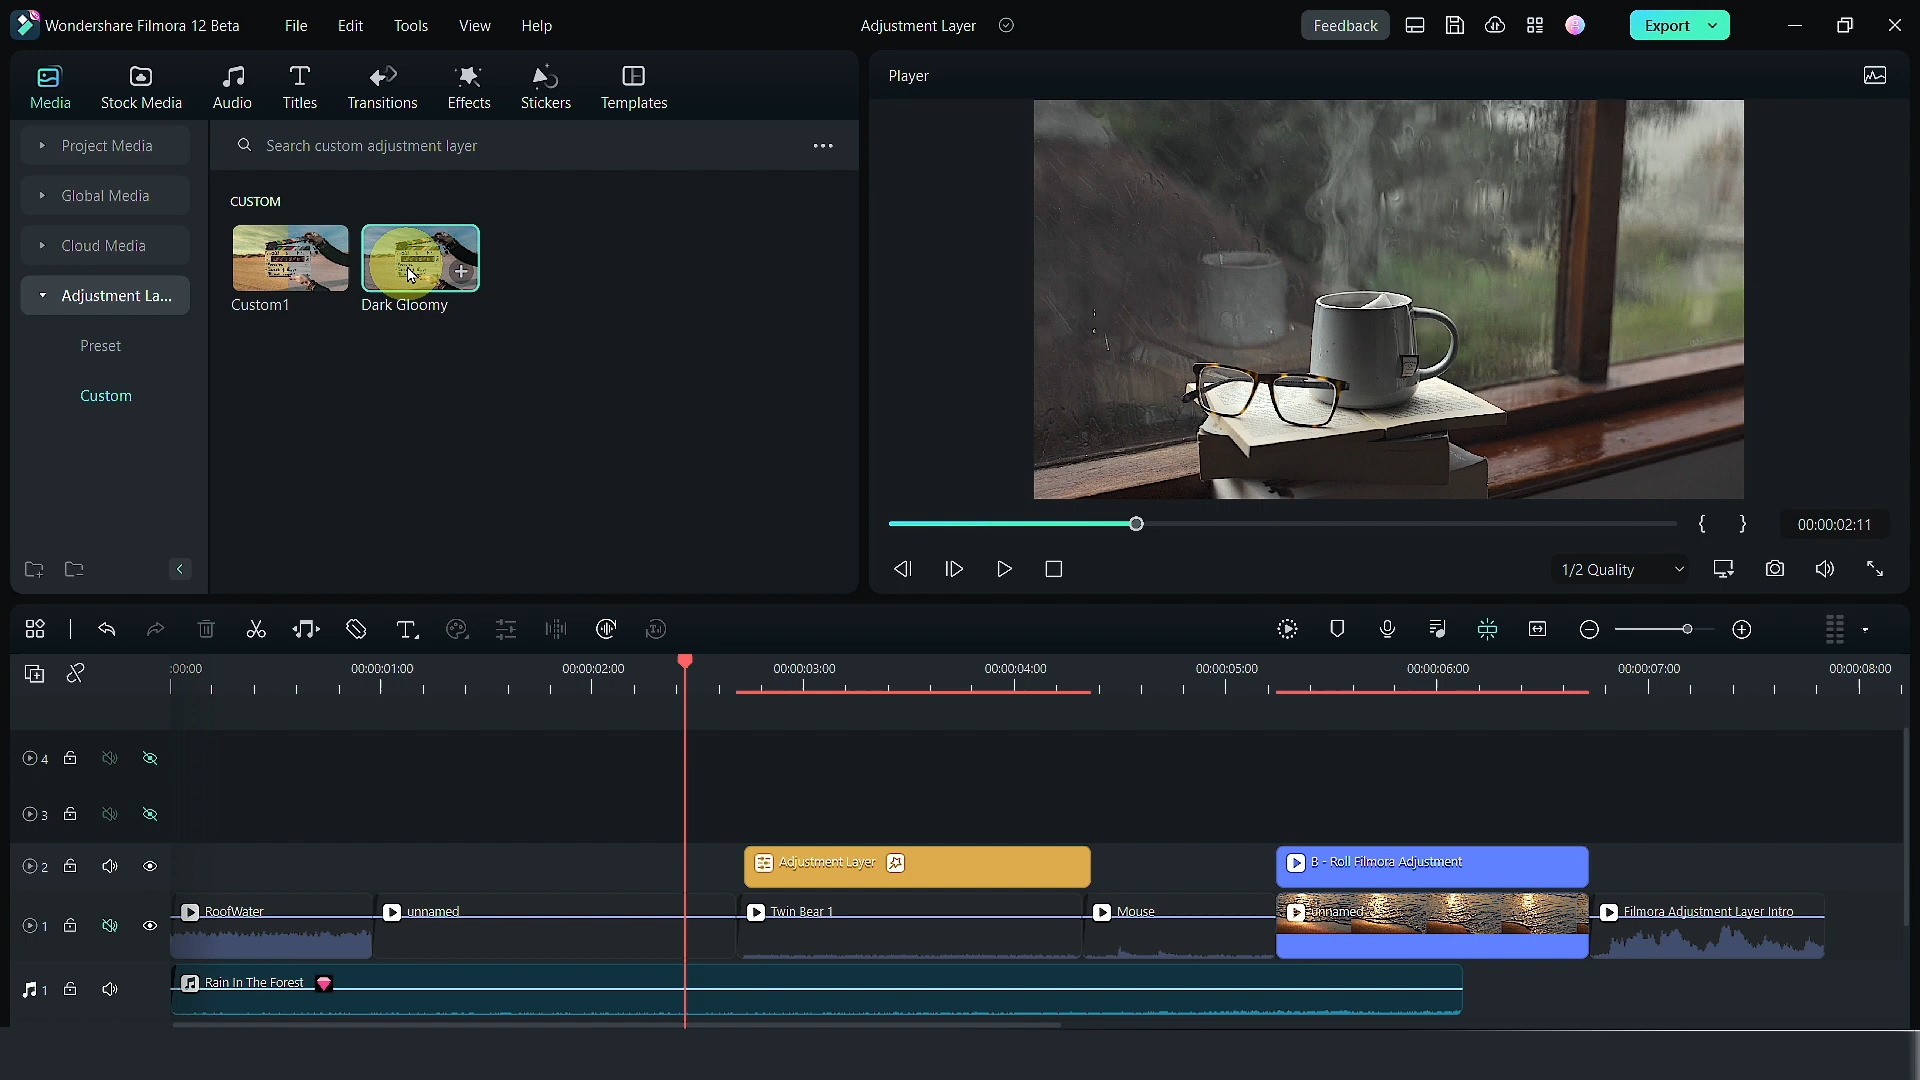 Wondershare Filmora 12 Beta
File
Edit
Tools
View
Help
Adjustment Layer
Feedback
Export
Media
Stock Media
Audio
Titles
Transitions
Effects
Stickers
Templates
Player
Project Media
Global Media
Cloud Media
Adjustment La...
Preset
Custom
Search custom adjustment layer
CUSTOM
Custom1
Dark Gloomy
{ }
00:00:02:11
1/2 Quality
:00:00
00:00:01:00
00:00:02:00
00:00:03:00
00:00:04:00
00:00:05:00
00:00:06:00
00:00:07:00
00:00:08:00
4
3
2
Adjustment Layer
B - Roll Filmora Adjustment
1
RoofWater
unnamed
Twin Bear 1
Mouse
unnamed
Filmora Adjustment Layer Intro
1
Rain In The Forest